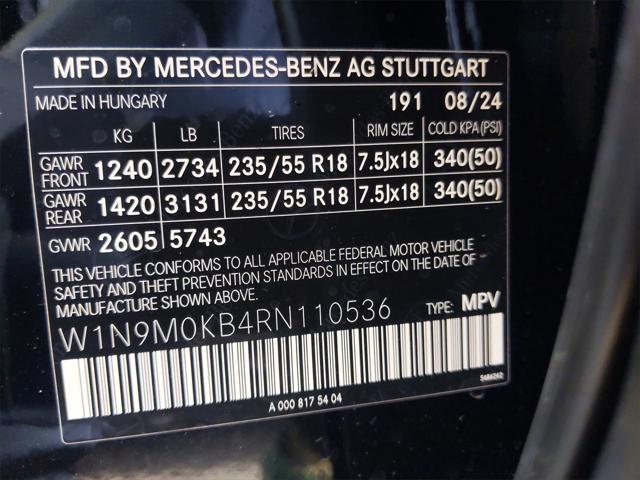 MFD BY MERCEDES-BENZ AG STUTTGART
MADE IN HUNGARY 191 08/24
KG LB TIRES RIM SIZE COLD KPA(PSI)
GAWR FRONT 1240 2734 235/55 R18 7.5Jx18 340(50)
GAWR REAR 1420 3131 235/55 R18 7.5Jx18 340(50)
GVWR 2605 5743
THIS VEHICLE CONFORMS TO ALL APPLICABLE FEDERAL MOTOR VEHICLE
SAFETY AND THEFT PREVENTION STANDARDS IN EFFECT ON THE DATE OF
MANUFACTURE SHOWN ABOVE.
W1N9M0KB4RN110536 TYPE: MPV
A 000 817 54 04